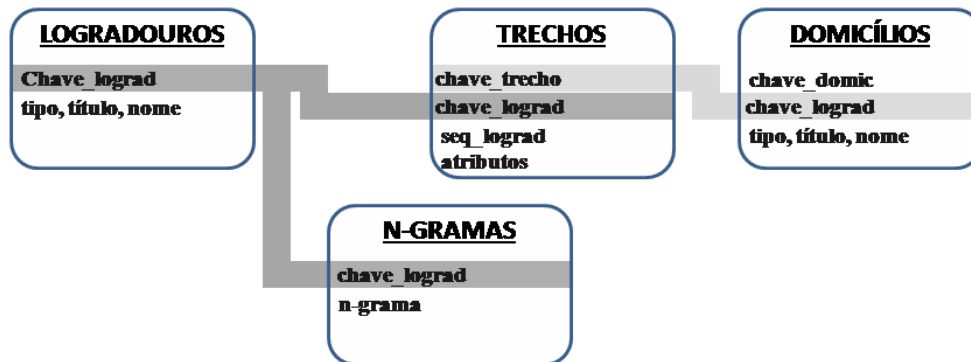 LOGRADOUROS
Chave_lograd
tipo, título, nome
TRECHOS
chave_trecho
chave_lograd
seq_lograd
atributos
DOMICÍLIOS
chave_domic
chave_lograd
tipo, título, nome
N-GRAMAS
chave_lograd
n-grama